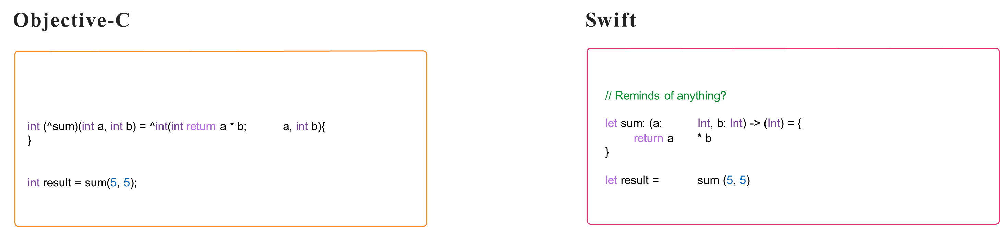 Objective-C
int (^sum)(int a, int b) = ^int(int return a * b; a, int b){
}
int result = sum(5, 5);
Swift
// Reminds of anything?
let sum: (a: Int, b: Int) -> (Int) = {
return a * b
}
let result = sum (5, 5)